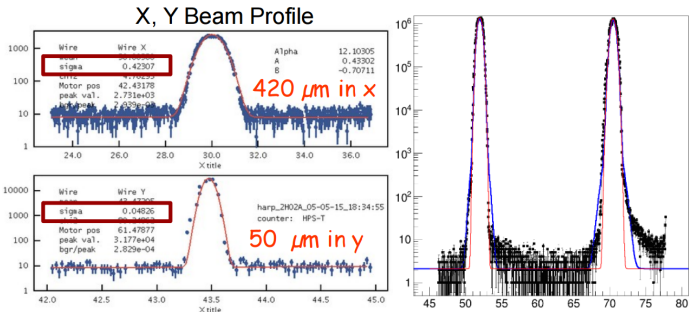 X, Y Beam Profile
Wire Wire X
sigma 0.42307
Motor pos 42.43178
peak val. 2.731e+03
bgr/peak
Alpha 12.10305
A 0.43302
B -0.70711
420 μm in x
1000
100
10
1
24.0 26.0 28.0 30.0 32.0 34.0 36.0
X title
Wire Wire Y
sigma 0.04826
Motor pos 61.47877
peak val. 3.177e+04
bgr/peak 2.829e-04
harp_2H02A_05-05-15_18:34:55
counter: HPS-T
50 μm in y
10000
1000
100
10
1
42.0 42.5 43.0 43.5 44.0 44.5 45.0
X title
10⁶
10⁵
10⁴
10³
10²
10
1
45 50 55 60 65 70 75 80